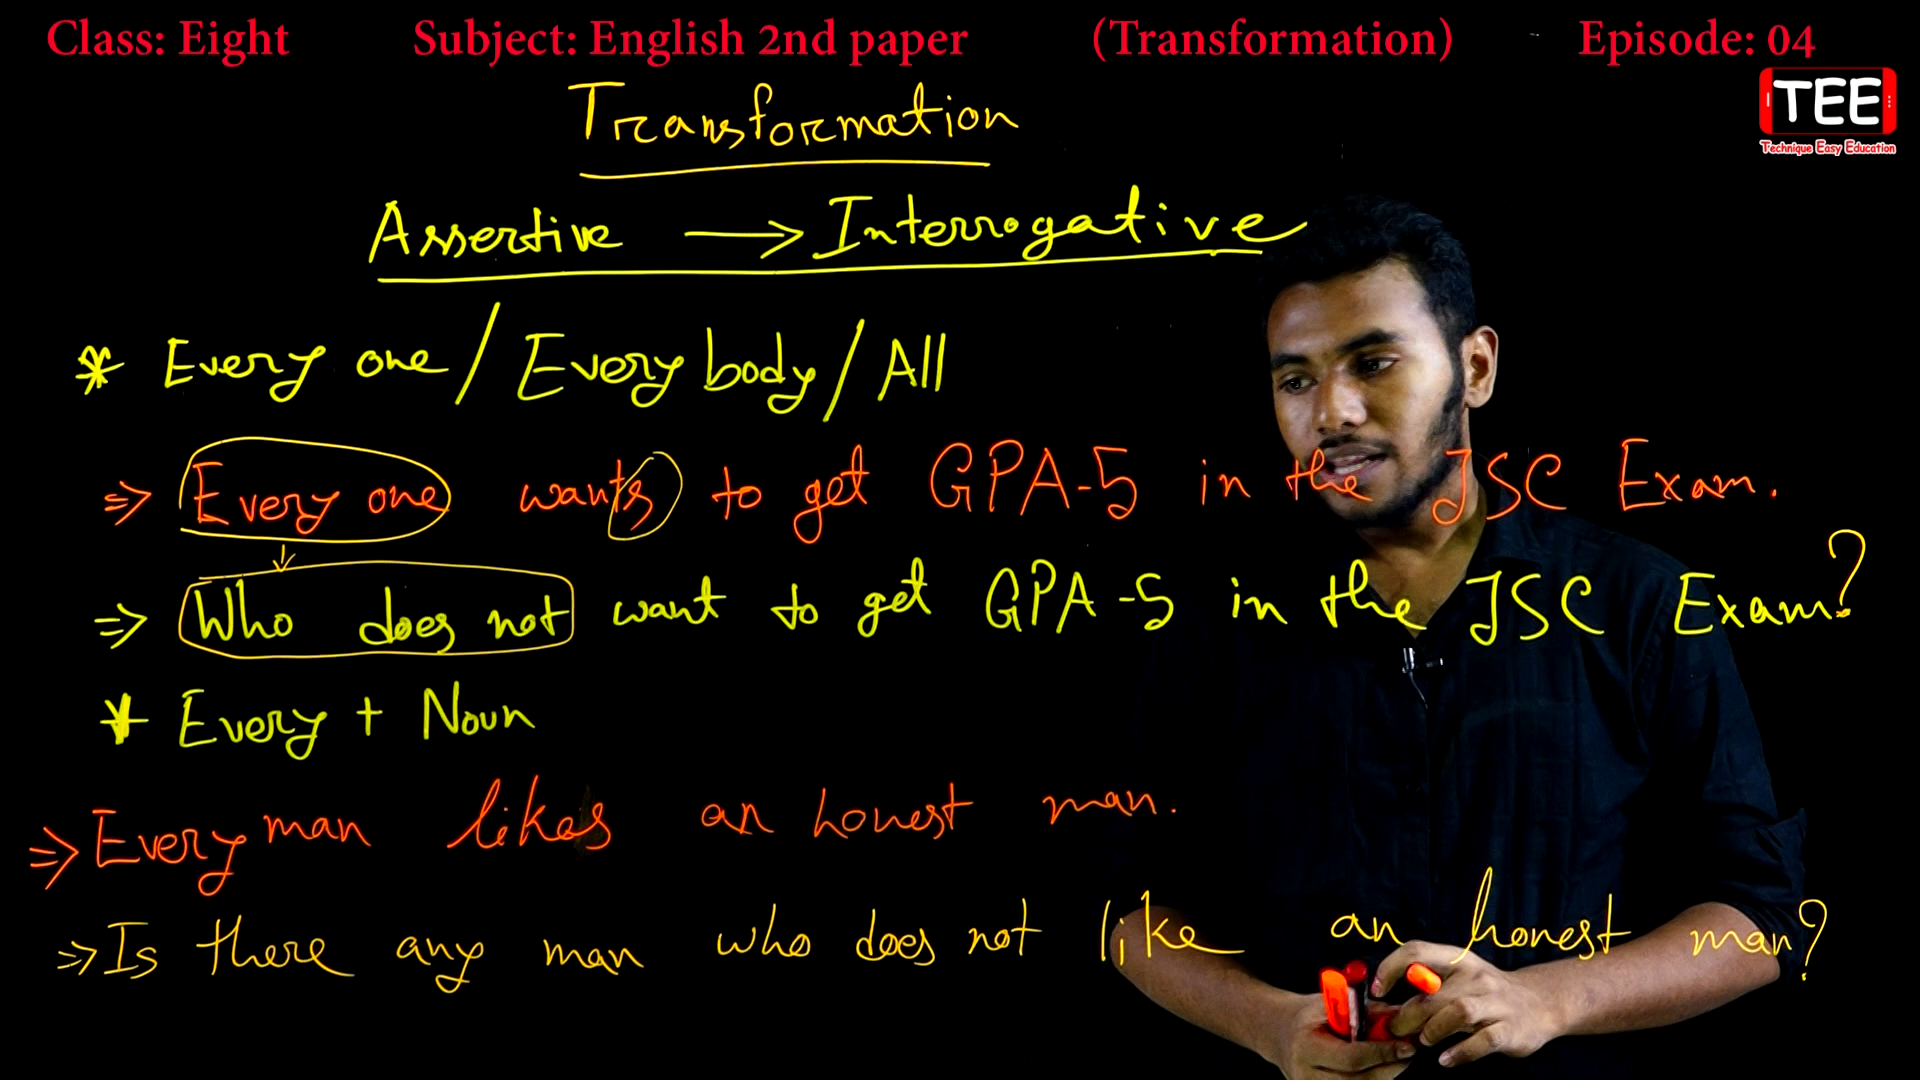 Class: Eight Subject: English 2nd paper (Transformation) Episode: 04
TEE
Technique Easy Education
Transformation
Assertive → Interrogative
* Every one / Every body / All
⇒ Every one wants to get GPA-5 in the JSC Exam.
⇒ Who does not want to get GPA-5 in the JSC Exam?
* Every + Noun
⇒ Every man likes an honest man.
⇒ Is there any man who does not like an honest man?